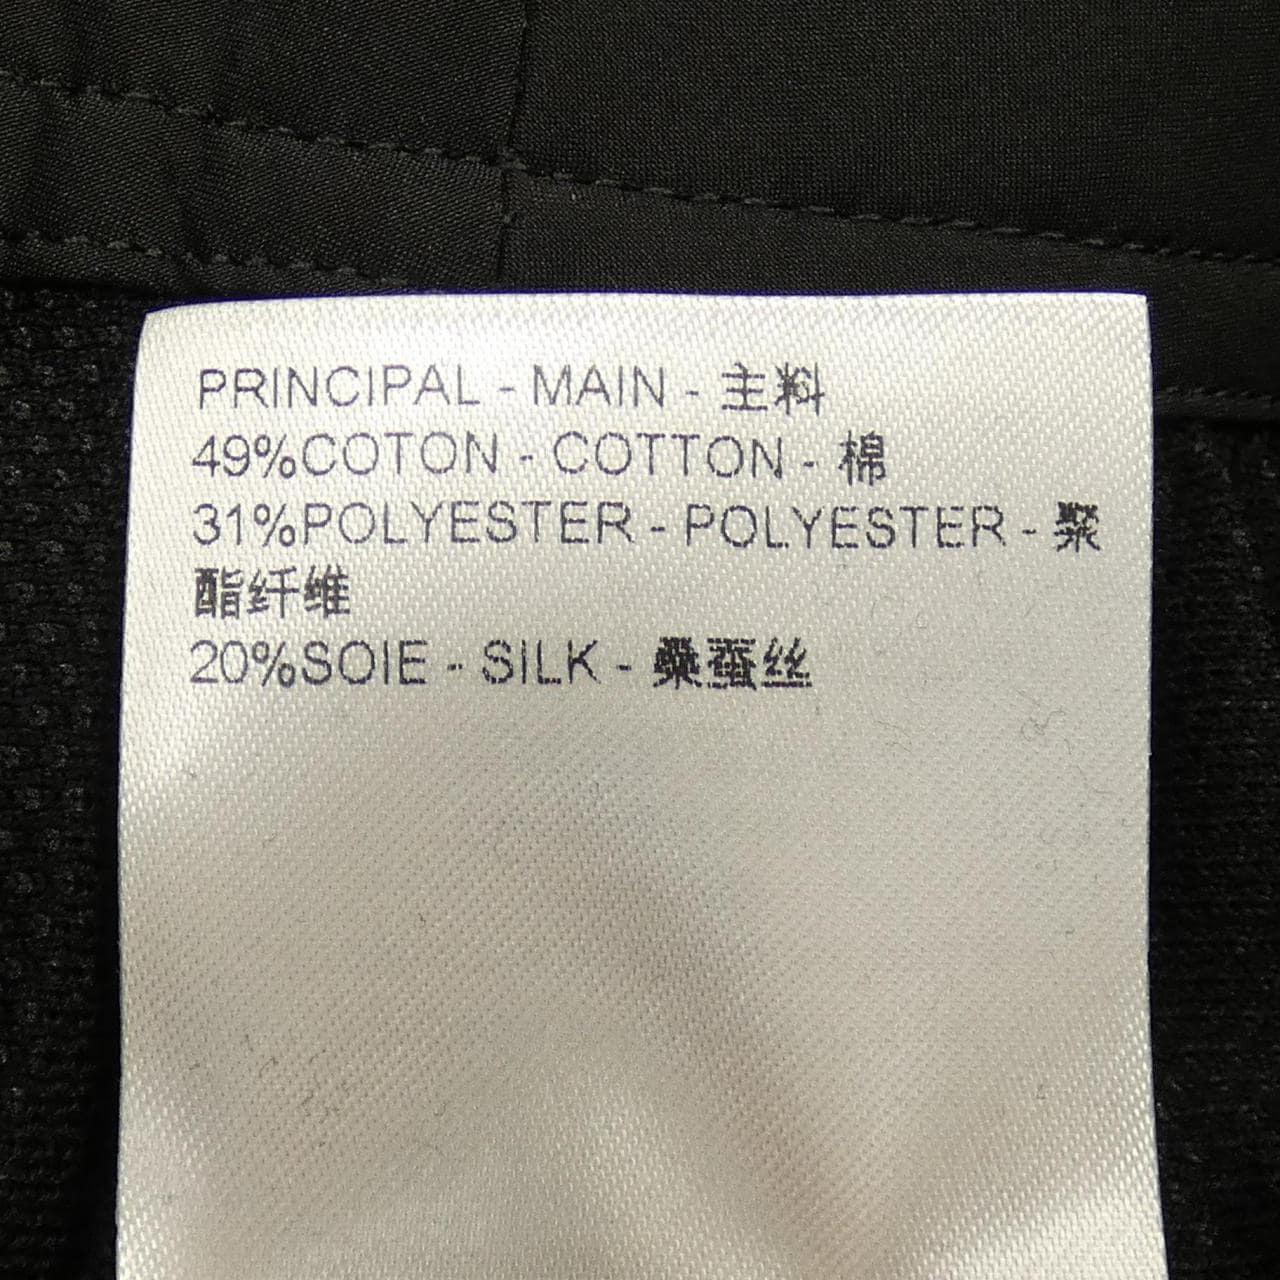 PRINCIPAL - MAIN - 主料
49%COTON - COTTON - 棉
31%POLYESTER - POLYESTER - 聚
酯纤维
20%SOIE - SILK - 桑蚕丝